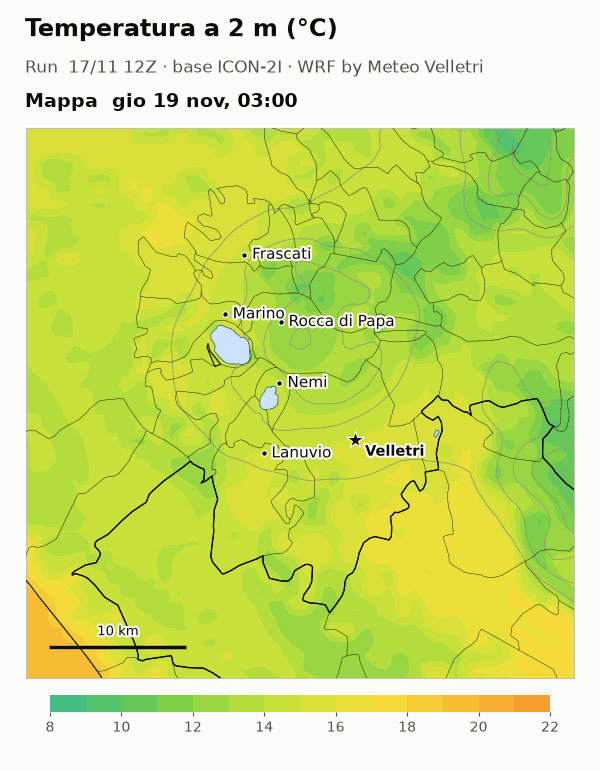 Temperatura a 2 m (°C)
Run  17/11 12Z · base ICON-2I · WRF by Meteo Velletri
Mappa  gio 19 nov, 03:00
Frascati
Marino
Rocca di Papa
Nemi
Velletri
Lanuvio
10 km
8 10 12 14 16 18 20 22